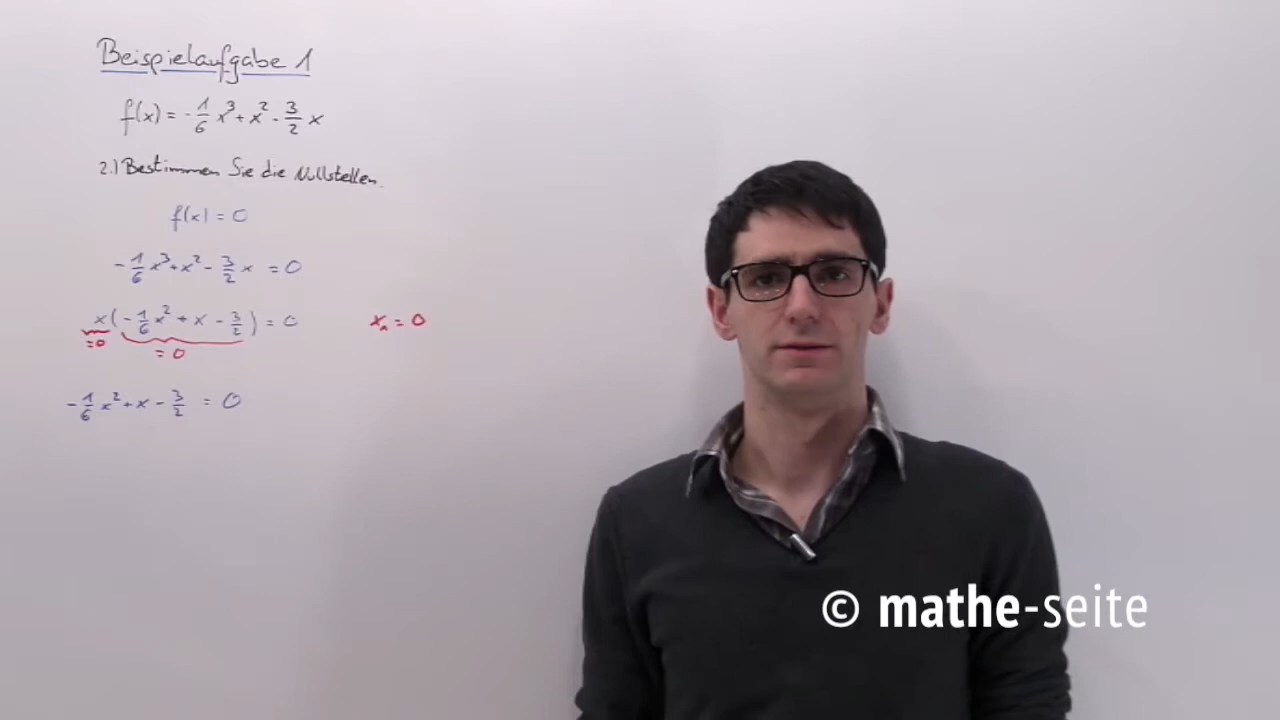 Beispielaufgabe 1
f(x) = -1/6 x³ + x² - 3/2 x
2.) Bestimmen Sie die Nullstellen.
f(x) = 0
-1/6 x³ + x² - 3/2 x = 0
x(-1/6 x² + x - 3/2) = 0 x₁ = 0
=0 = 0
-1/6 x² + x - 3/2 = 0
© mathe-seite